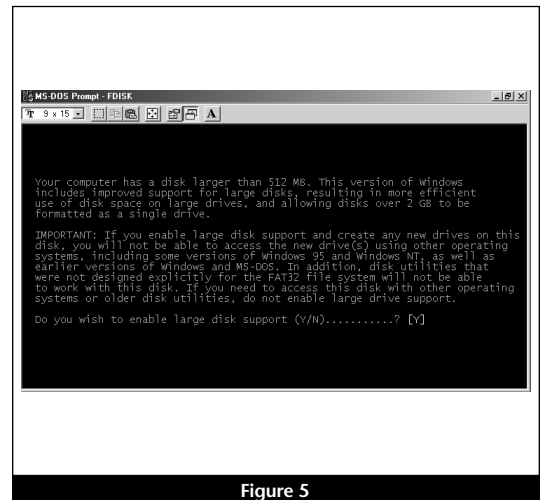 MS-DOS Prompt - FDISK
9 x 15
A
Your computer has a disk larger than 512 MB. This version of Windows
includes improved support for large disks, resulting in more efficient
use of disk space on large drives, and allowing disks over 2 GB to be
formatted as a single drive.
IMPORTANT: If you enable large disk support and create any new drives on this
disk, you will not be able to access the new drive(s) using other operating
systems, including some versions of Windows 95 and Windows NT, as well as
earlier versions of Windows and MS-DOS. In addition, disk utilities that
were not designed explicitly for the FAT32 file system will not be able
to work with this disk. If you need to access this disk with other operating
systems or older disk utilities, do not enable large drive support.
Do you wish to enable large disk support (Y/N)...........? [Y]
Figure 5